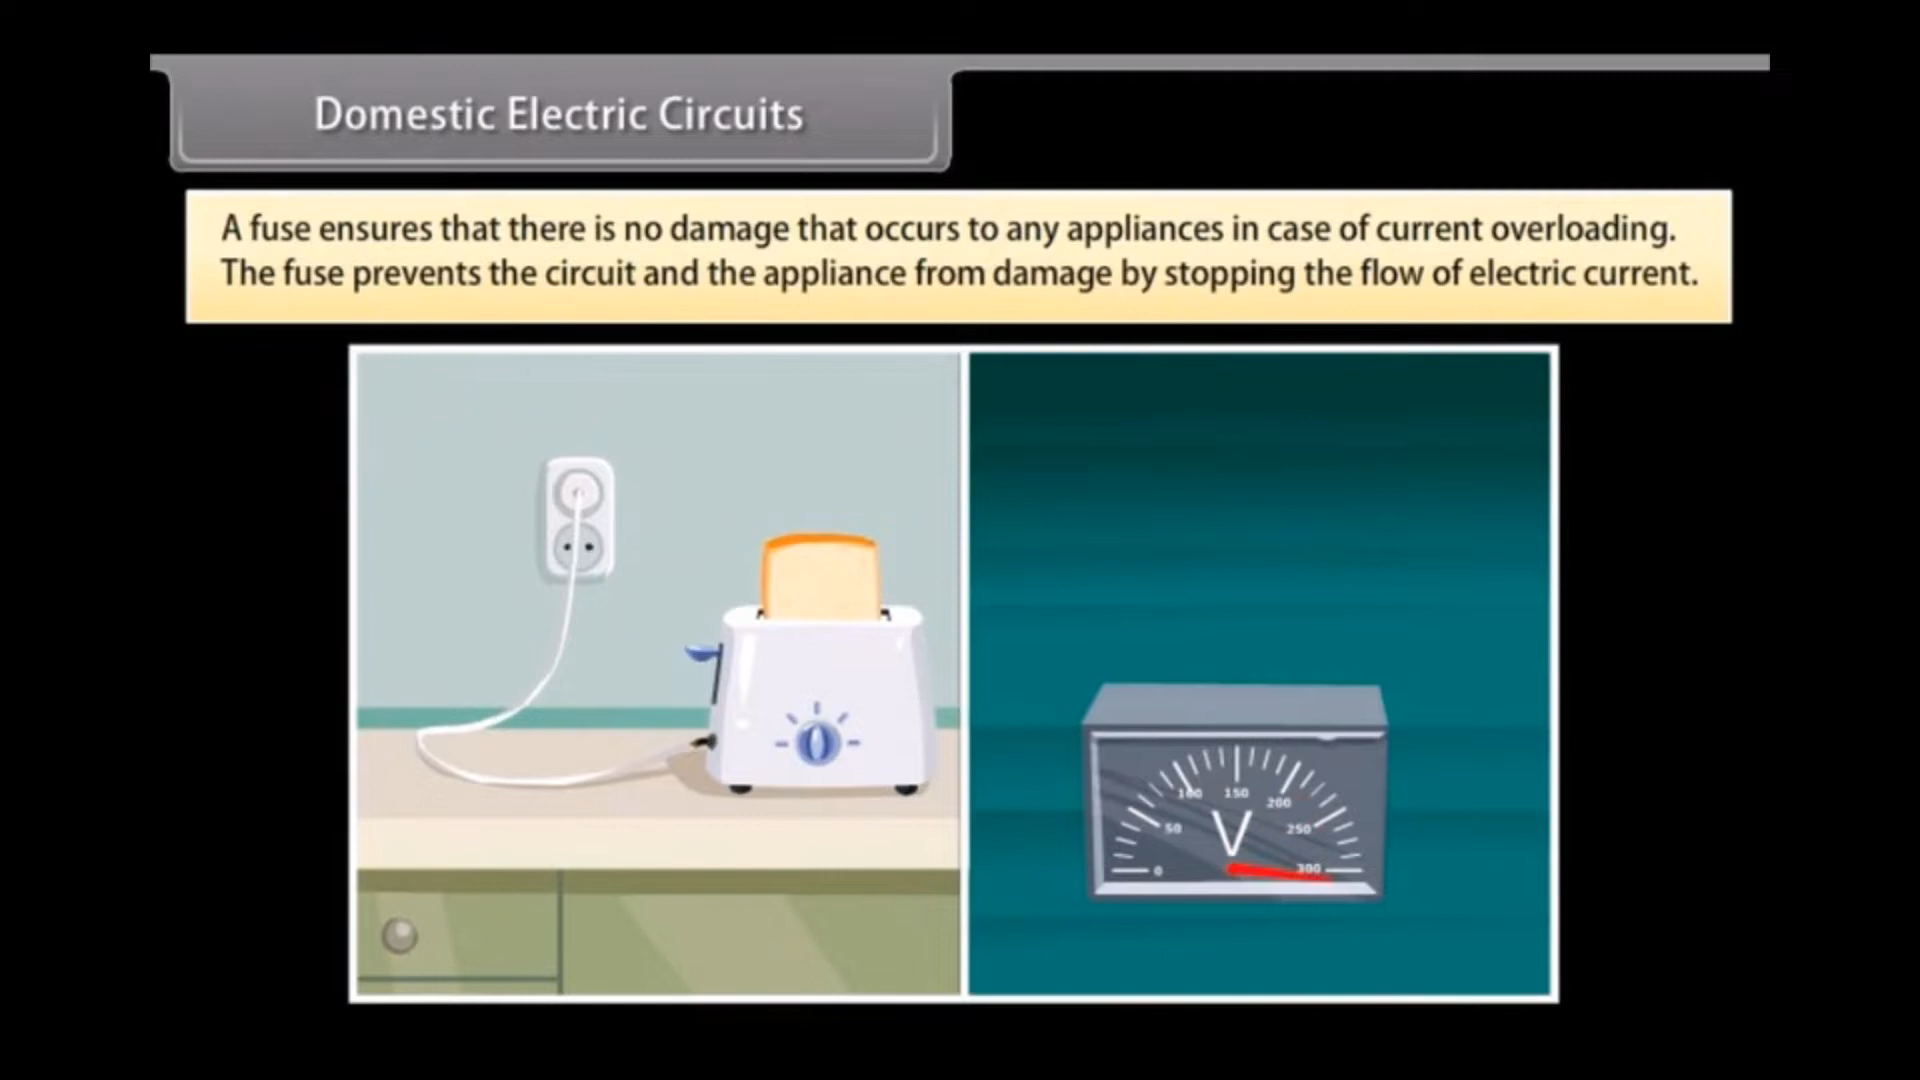 Domestic Electric Circuits
A fuse ensures that there is no damage that occurs to any appliances in case of current overloading.
The fuse prevents the circuit and the appliance from damage by stopping the flow of electric current.
0 50 100 150 200 250 300
V